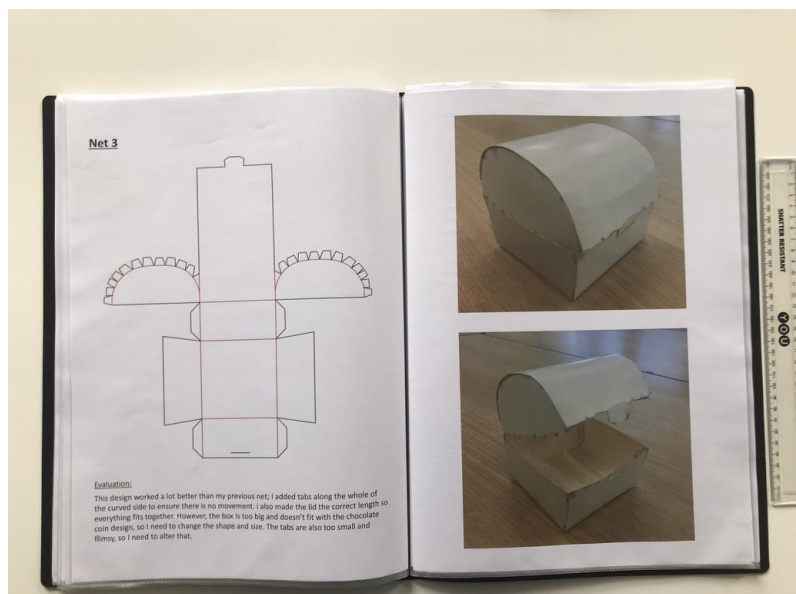 Net 3
Evaluation:
This design worked a lot better than my previous net; I added tabs along the whole of
the curved side to ensure there is no movement. I also made the lid the correct length so
everything fits together. However, the box is too big and doesn't fit with the chocolate
coin design, so I need to change the shape and size. The tabs are also too small and
flimsy, so I need to alter that.
SHATTER RESISTANT
YOU